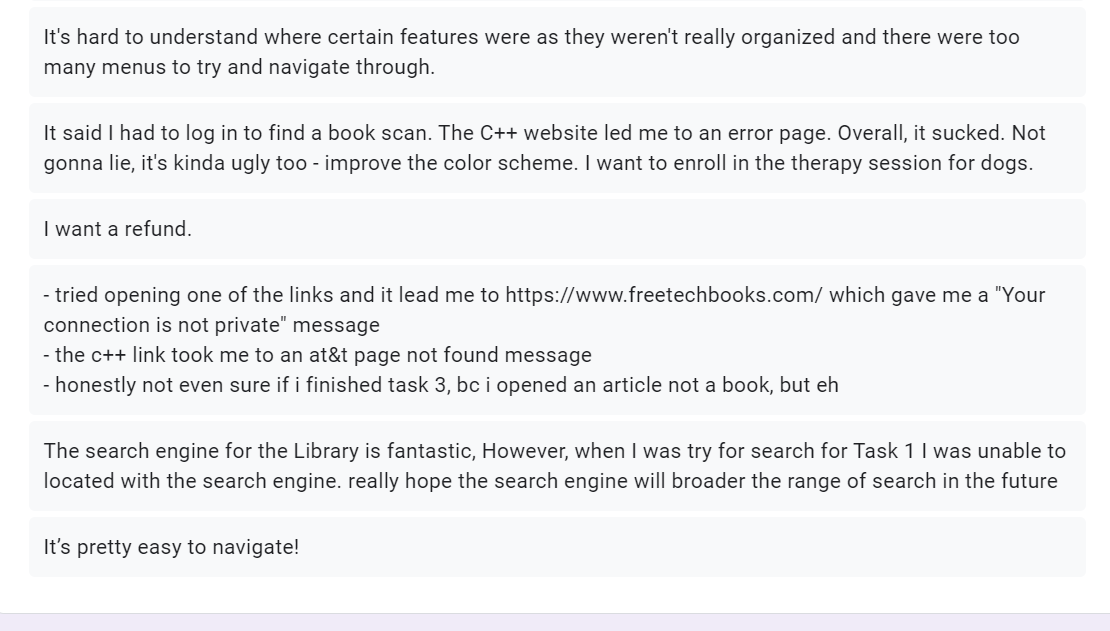 It's hard to understand where certain features were as they weren't really organized and there were too
many menus to try and navigate through.
It said I had to log in to find a book scan. The C++ website led me to an error page. Overall, it sucked. Not
gonna lie, it's kinda ugly too - improve the color scheme. I want to enroll in the therapy session for dogs.
I want a refund.
- tried opening one of the links and it lead me to https://www.freetechbooks.com/ which gave me a "Your
connection is not private" message
- the c++ link took me to an at&t page not found message
- honestly not even sure if i finished task 3, bc i opened an article not a book, but eh
The search engine for the Library is fantastic, However, when I was try for search for Task 1 I was unable to
located with the search engine. really hope the search engine will broader the range of search in the future
It’s pretty easy to navigate!